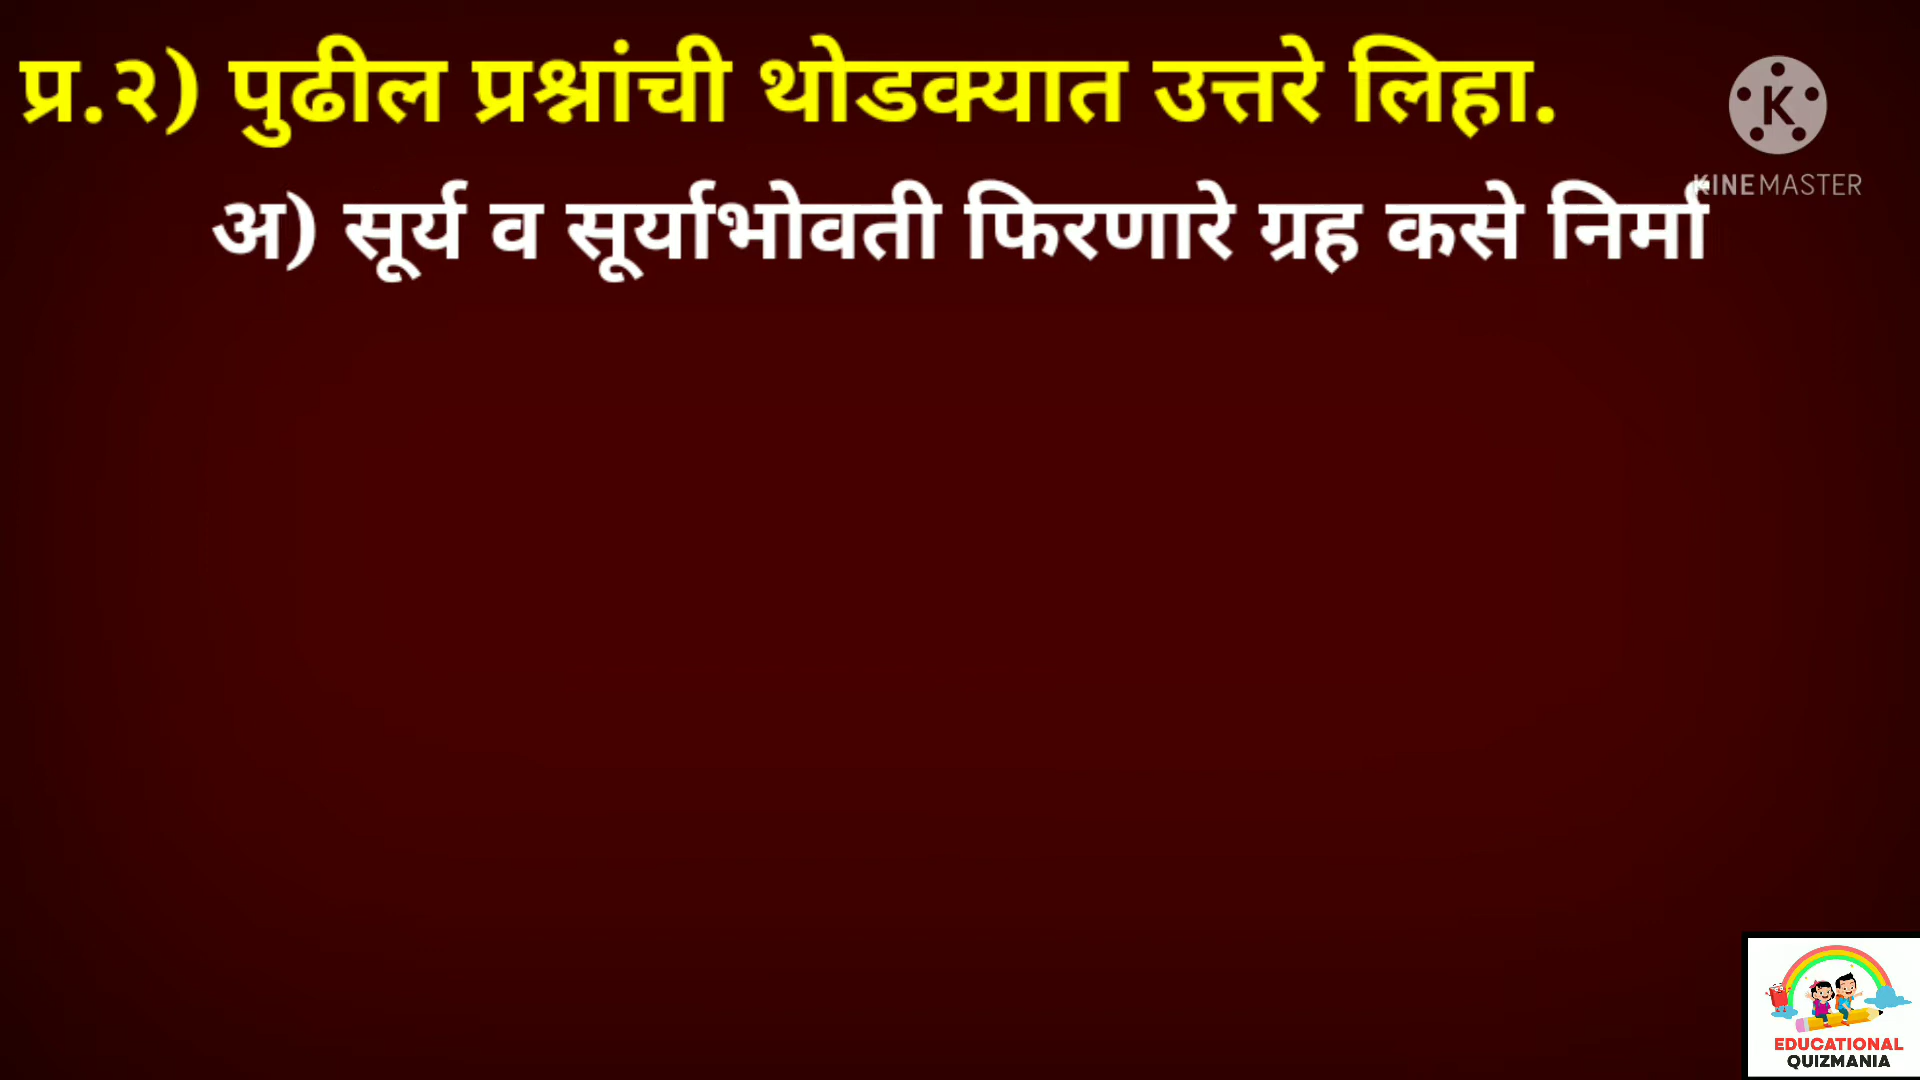 प्र.२) पुढील प्रश्नांची थोडक्यात उत्तरे लिहा.
K
KINEMASTER
अ) सूर्य व सूर्याभोवती फिरणारे ग्रह कसे निर्मा
EDUCATIONAL
QUIZMANIA